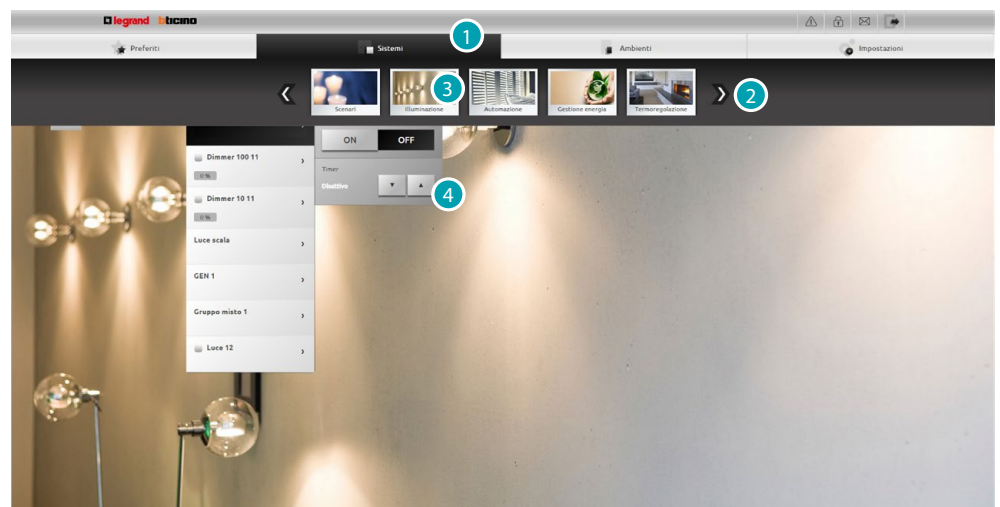 legrand bticino
1
Preferiti
Sistemi
Ambienti
Impostazioni
3
2
Scenari
Illuminazione
Automazione
Gestione energia
Termoregolazione
ON
OFF
Dimmer 100 11
0 %
Timer
Disattivo
4
Dimmer 10 11
0 %
Luce scala
GEN 1
Gruppo misto 1
Luce 12